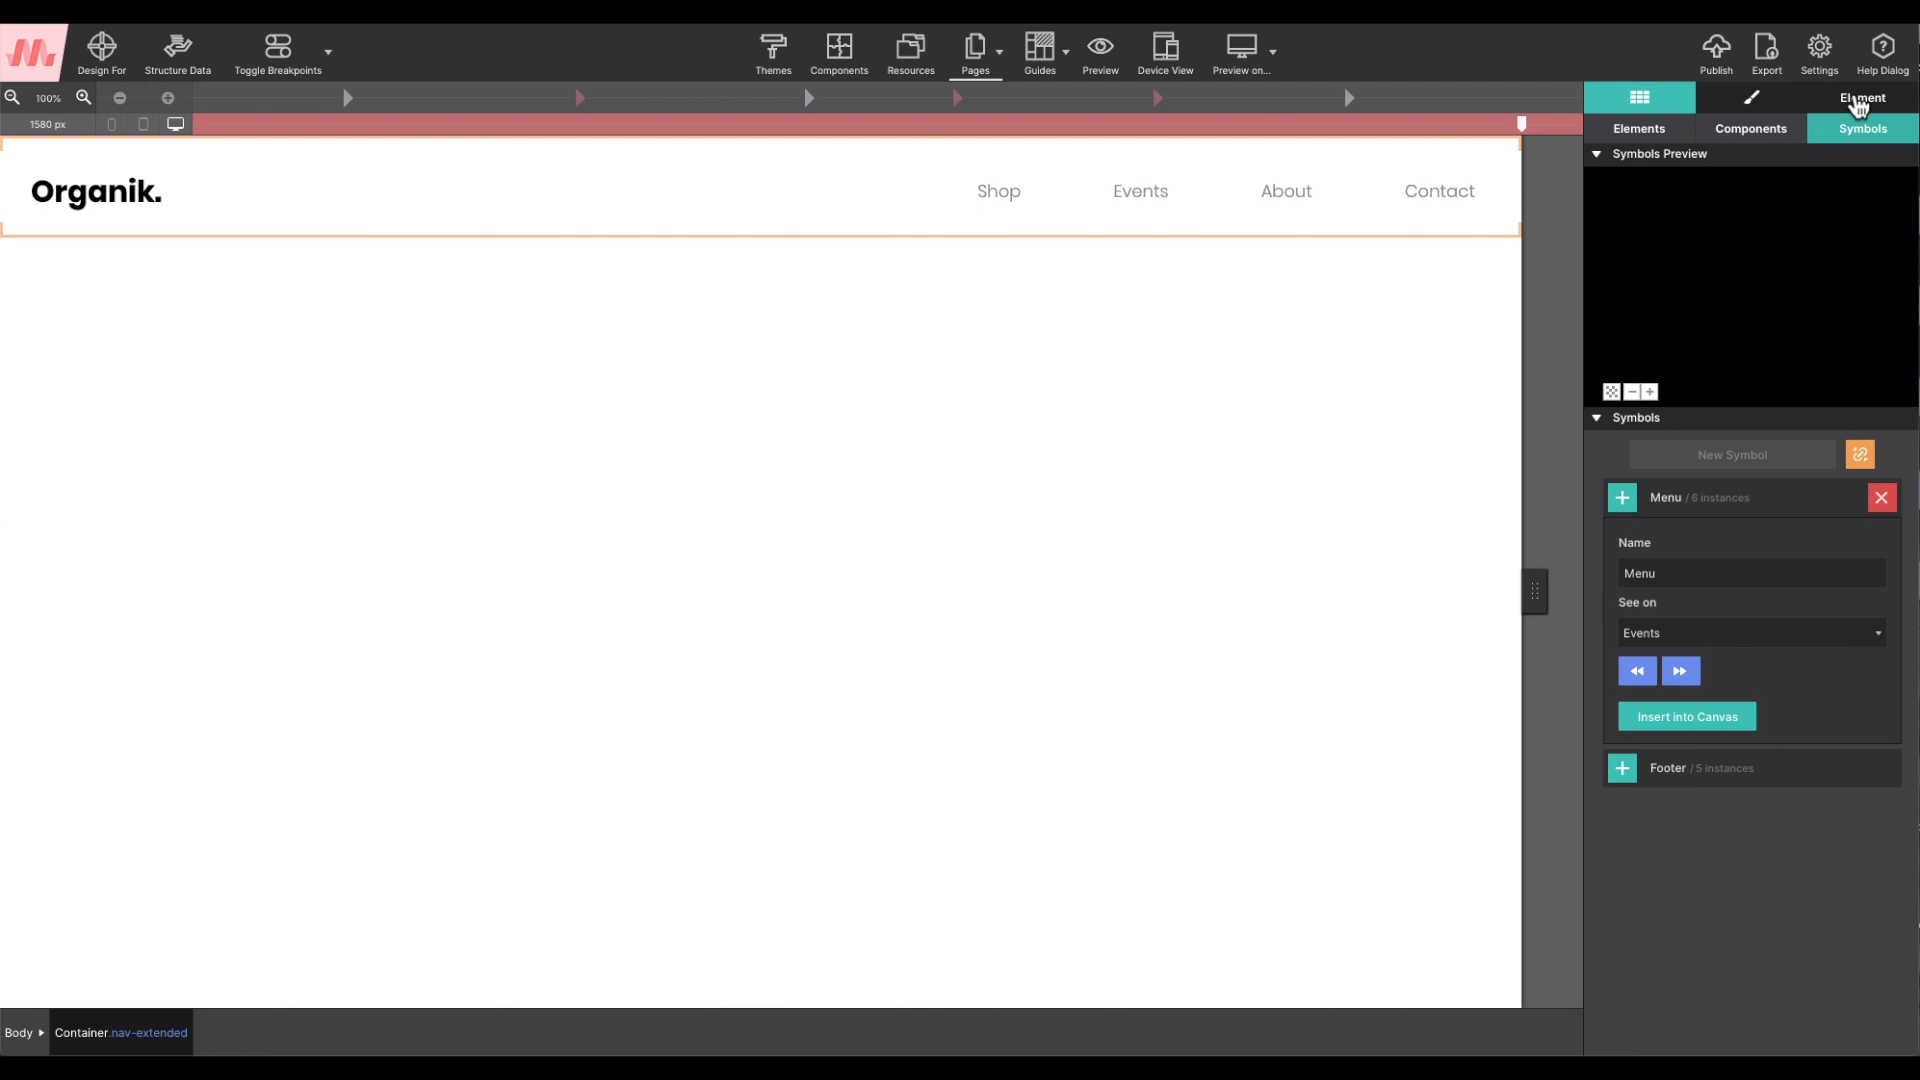 Design For
Structure Data
Toggle Breakpoints
Themes
Components
Resources
Pages
Guides
Preview
Device View
Preview on...
Publish
Export
Settings
Help Dialog
100%
1580 px
Element
Elements
Components
Symbols
Symbols Preview
Organik.
Shop
Events
About
Contact
Symbols
New Symbol
Menu / 6 instances
Name
Menu
See on
Events
Insert into Canvas
Footer / 5 instances
Body
Container.nav-extended